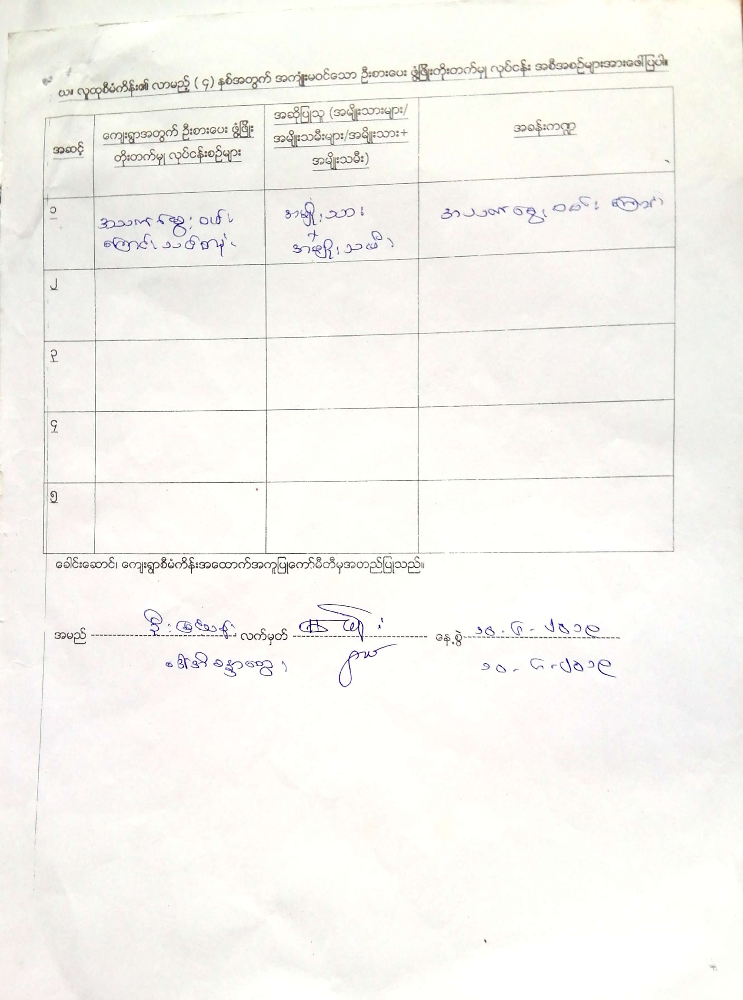 ဃ။ လူထုစီမံကိန်း၏ လာမည့် (၄) နှစ်အတွက် အကျုံးမဝင်သော ဦးစားပေး ဖွံ့ဖြိုးတိုးတက်မှု လုပ်ငန်း အစီအစဉ်များအားဖေါ်ပြပါ။
အဆင့်
ကျေးရွာအတွက် ဦးစားပေး ဖွံ့ဖြိုး
တိုးတက်မှု လုပ်ငန်းစဉ်များ
အဆိုပြုသူ (အမျိုးသားများ/
အမျိုးသမီးများ/အမျိုးသား+
အမျိုးသမီး)
အခန်းကဏ္ဍ
၁
အသက်မွေး ဝမ်း
ကြောင်း သင်တန်း
အမျိုးသား
+
အမျိုးသမီး
အသက်မွေး ဝမ်း ကြောင်း
၂
၃
၄
၅
ခေါင်းဆောင်၊ ကျေးရွာစီမံကိန်းအထောက်အကူပြုကော်မီတီမှအတည်ပြုသည်။
အမည် ဦး လက်မှတ် နေ့စွဲ ၁၀.၆.၂၀၁၉
ဒေါ်အိ ၁၀.၆.၂၀၁၉